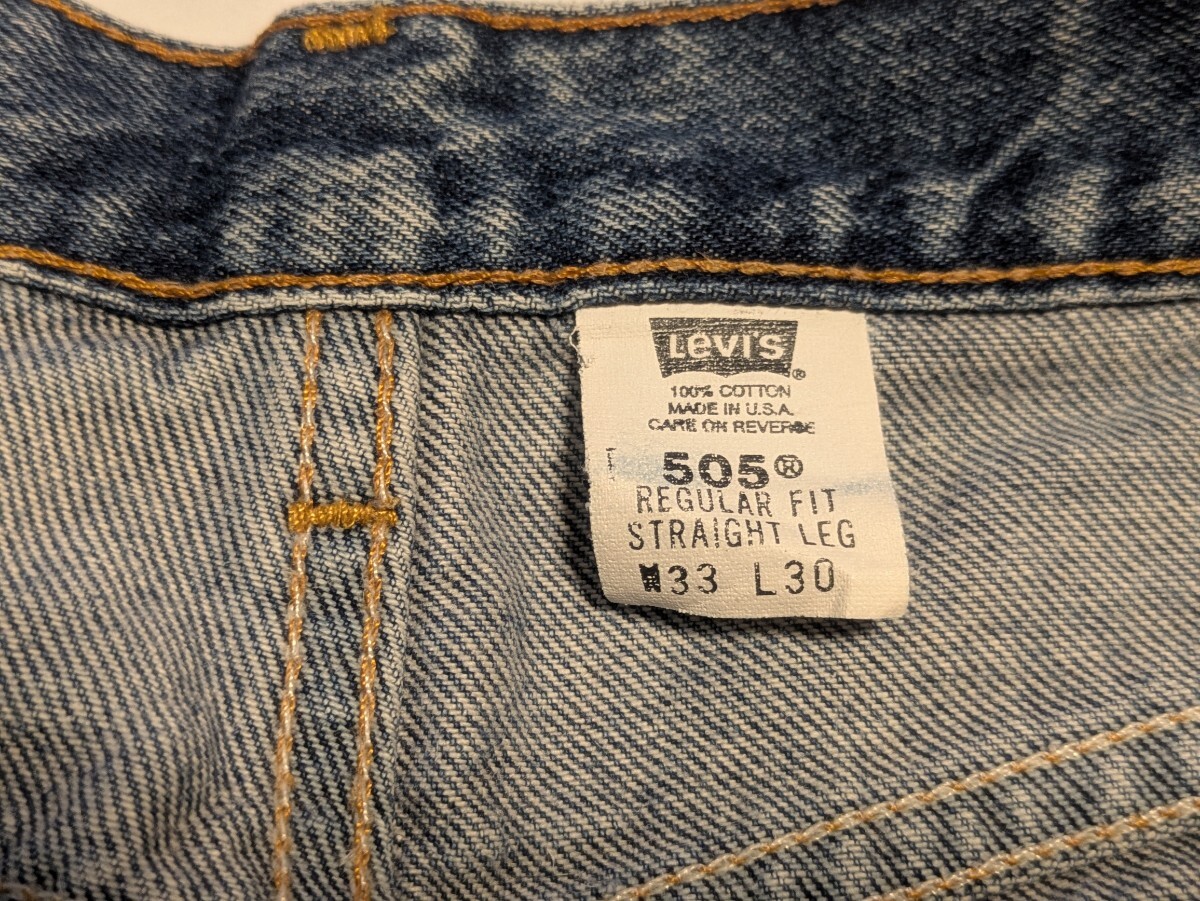 Levi's®
100% COTTON
MADE IN U.S.A.
CARE ON REVERSE
505®
REGULAR FIT
STRAIGHT LEG
W33 L30